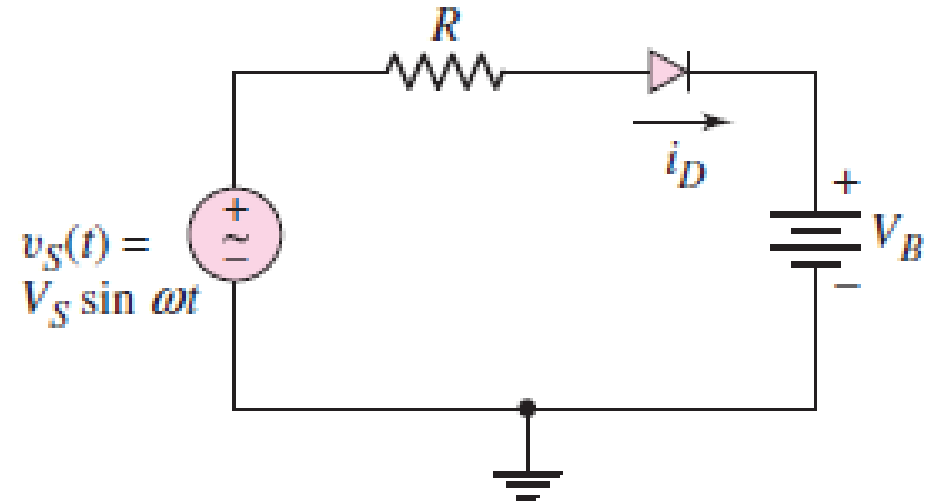 R
i_D
+
V_B
−
+
~
−
v_S(t) =
V_S sin ωt